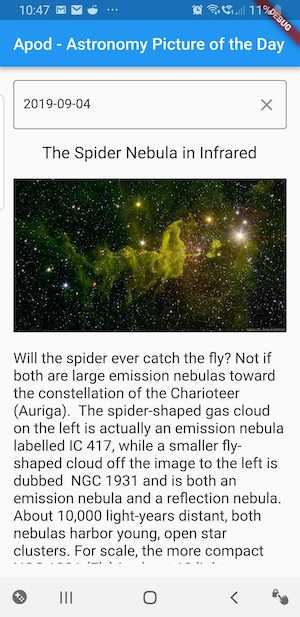 10:47
11%
DEBUG
Apod - Astronomy Picture of the Day
2019-09-04
The Spider Nebula in Infrared
Will the spider ever catch the fly? Not if
both are large emission nebulas toward
the constellation of the Charioteer
(Auriga).  The spider-shaped gas cloud
on the left is actually an emission nebula
labelled IC 417, while a smaller fly-
shaped cloud off the image to the left is
dubbed  NGC 1931 and is both an
emission nebula and a reflection nebula.
About 10,000 light-years distant, both
nebulas harbor young, open star
clusters. For scale, the more compact